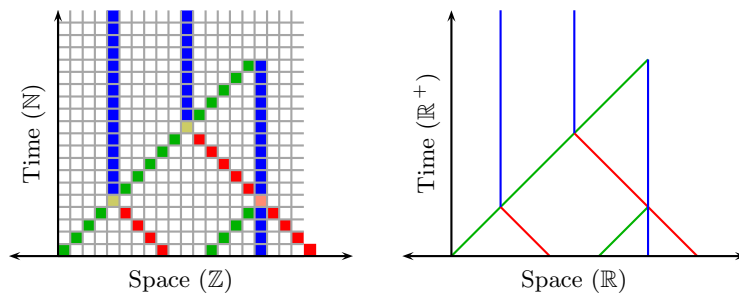 Time (ℕ)
Space (ℤ)
Time (ℝ⁺)
Space (ℝ)